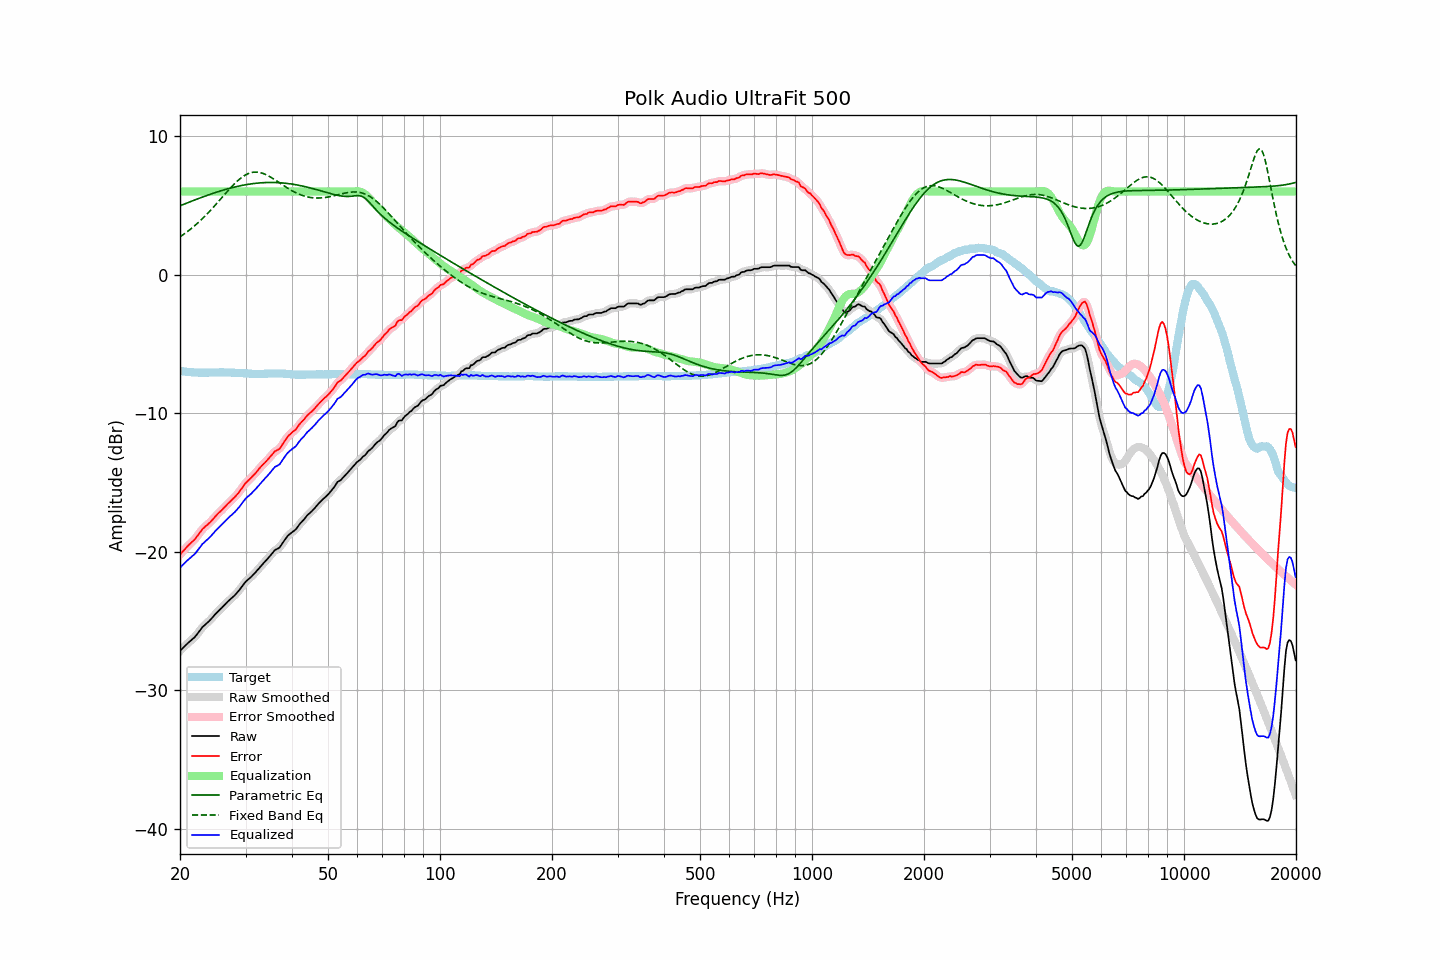 Polk Audio UltraFit 500
10
0
−10
−20
−30
−40
Amplitude (dBr)
Target
Raw Smoothed
Error Smoothed
Raw
Error
Equalization
Parametric Eq
Fixed Band Eq
Equalized
20 50 100 200 500 1000 2000 5000 10000 20000
Frequency (Hz)